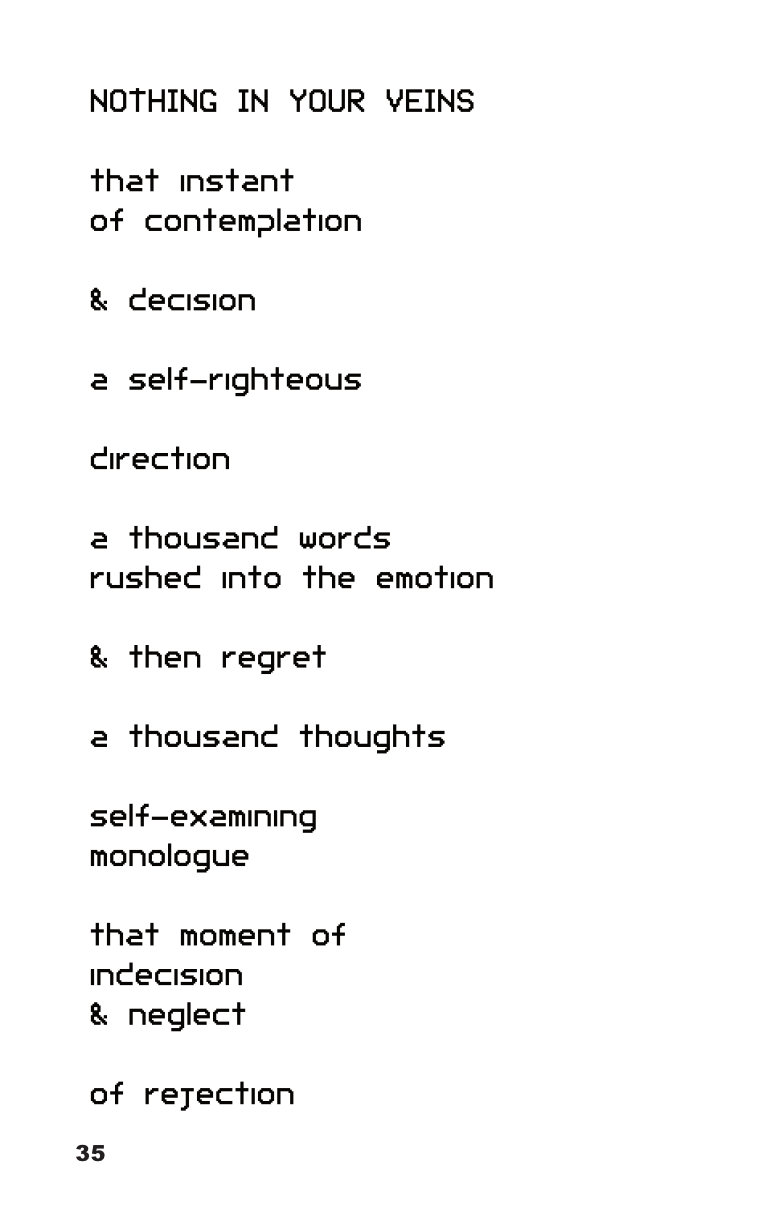 NOTHING IN YOUR VEINS
that instant
of contemplation
& decision
a self-righteous
direction
a thousand words
rushed into the emotion
& then regret
a thousand thoughts
self-examining
monologue
that moment of
indecision
& neglect
of rejection
35